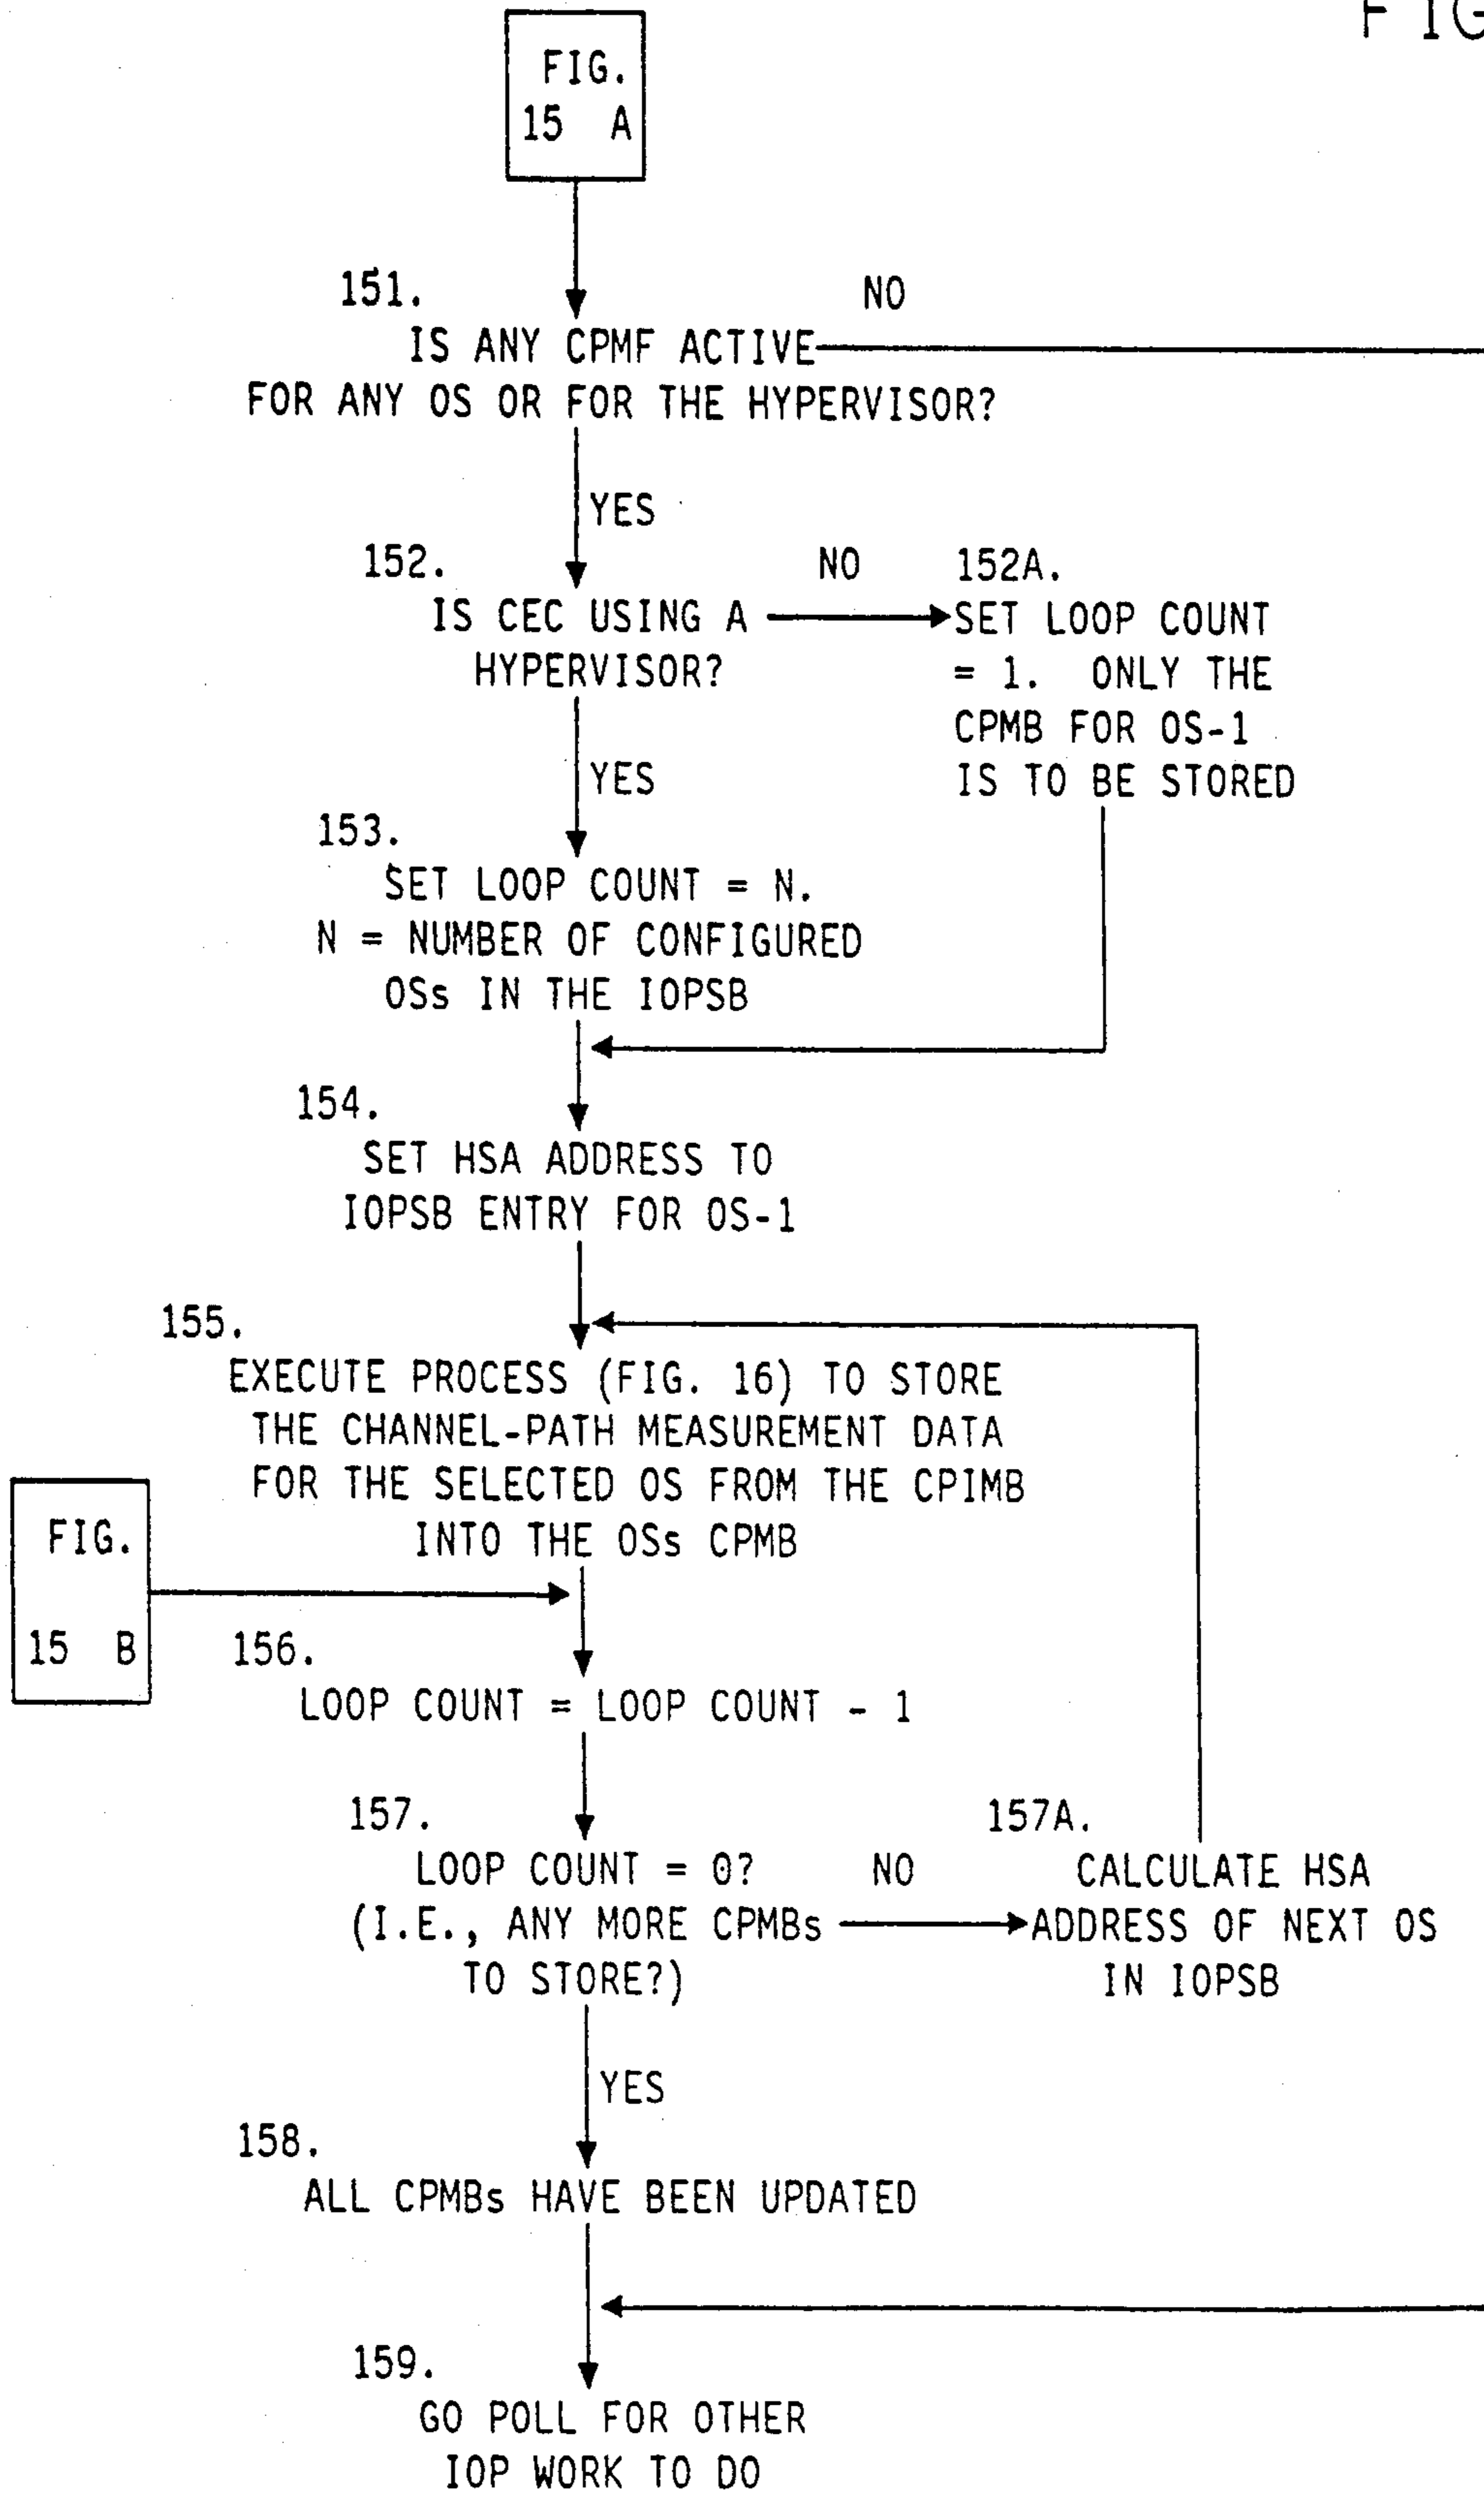 FIG
FIG.
15 A
151.
NO
IS ANY CPMF ACTIVE
FOR ANY OS OR FOR THE HYPERVISOR?
YES
152.
NO
152A.
IS CEC USING A
HYPERVISOR?
SET LOOP COUNT
= 1. ONLY THE
CPMB FOR OS-1
IS TO BE STORED
YES
153.
SET LOOP COUNT = N.
N = NUMBER OF CONFIGURED
OSs IN THE IOPSB
154.
SET HSA ADDRESS TO
IOPSB ENTRY FOR OS-1
155.
EXECUTE PROCESS (FIG. 16) TO STORE
THE CHANNEL-PATH MEASUREMENT DATA
FOR THE SELECTED OS FROM THE CPIMB
INTO THE OSs CPMB
FIG.
15 B
156.
LOOP COUNT = LOOP COUNT - 1
157.
LOOP COUNT = 0?
(I.E., ANY MORE CPMBs
TO STORE?)
NO
157A.
CALCULATE HSA
ADDRESS OF NEXT OS
IN IOPSB
YES
158.
ALL CPMBs HAVE BEEN UPDATED
159.
GO POLL FOR OTHER
IOP WORK TO DO